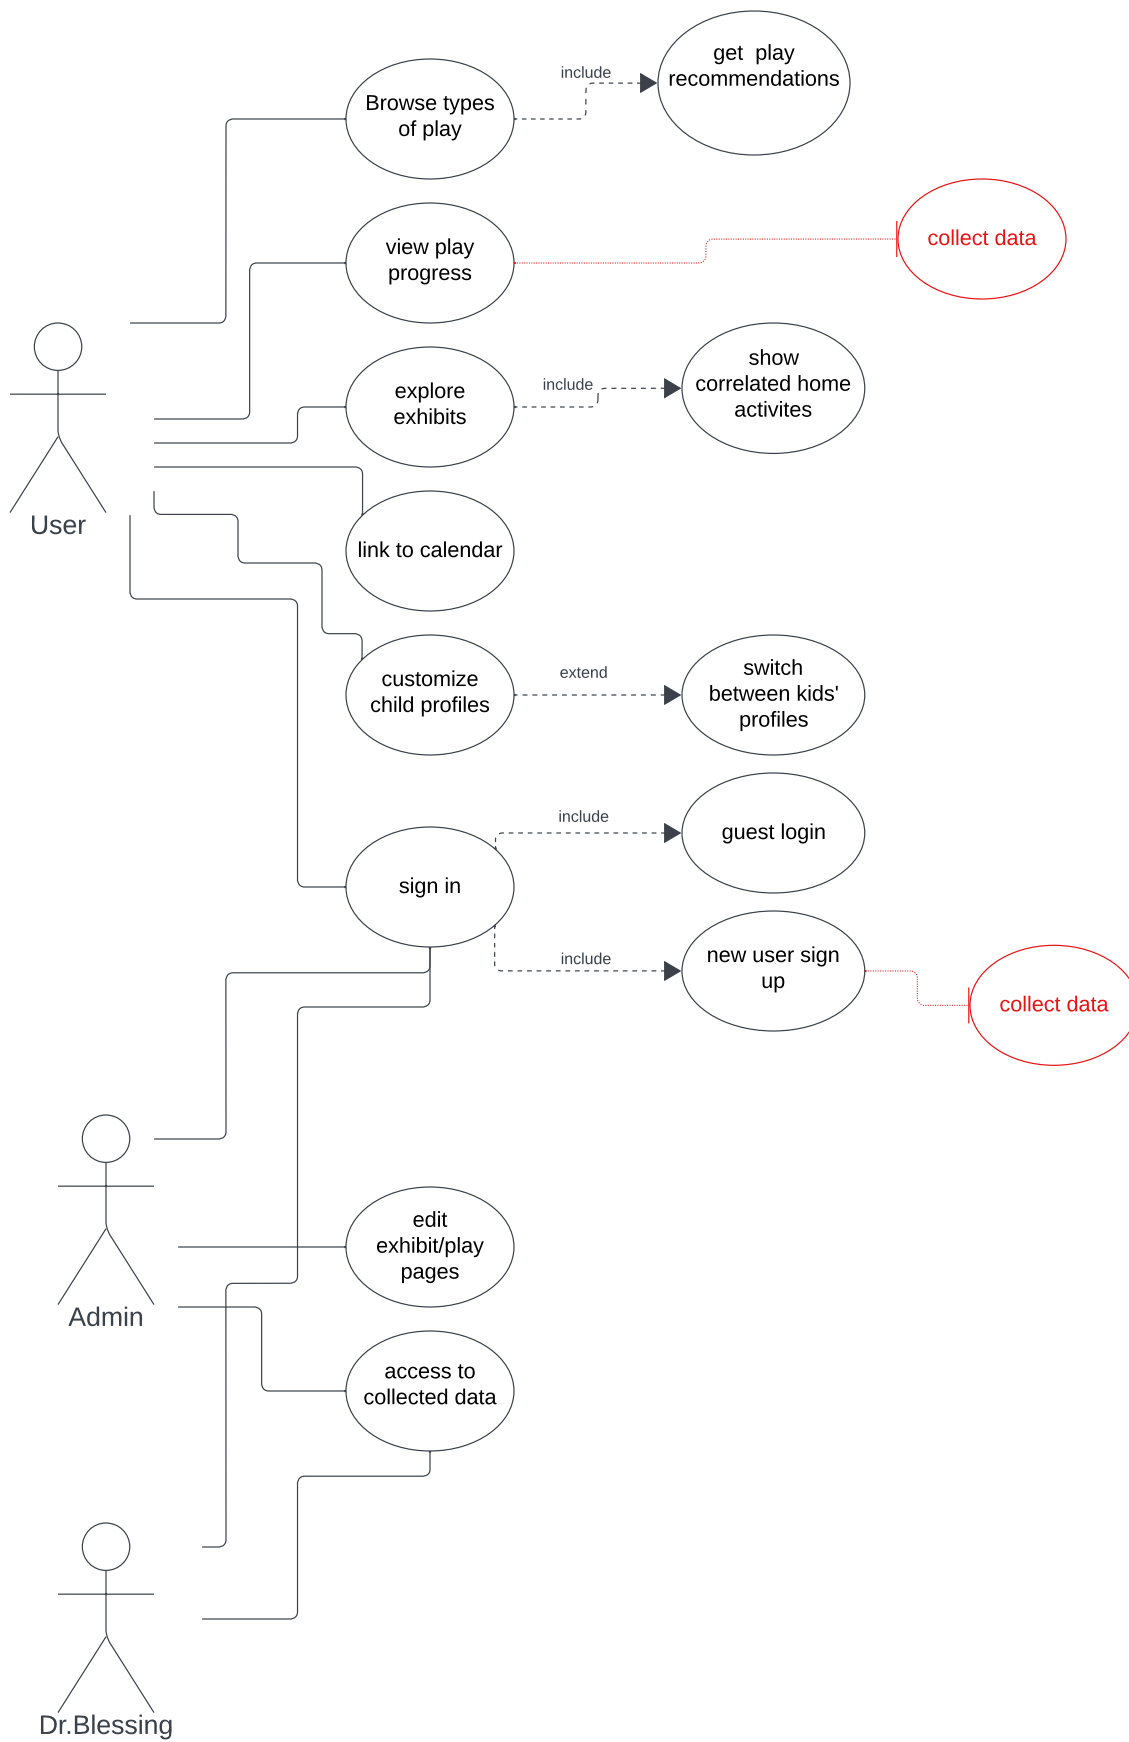 get  play
recommendations
include
Browse types
of play
collect data
view play
progress
show
correlated home
activites
include
explore
exhibits
User
link to calendar
switch
between kids'
profiles
extend
customize
child profiles
include
guest login
sign in
new user sign
up
include
collect data
edit
exhibit/play
pages
Admin
access to
collected data
Dr.Blessing